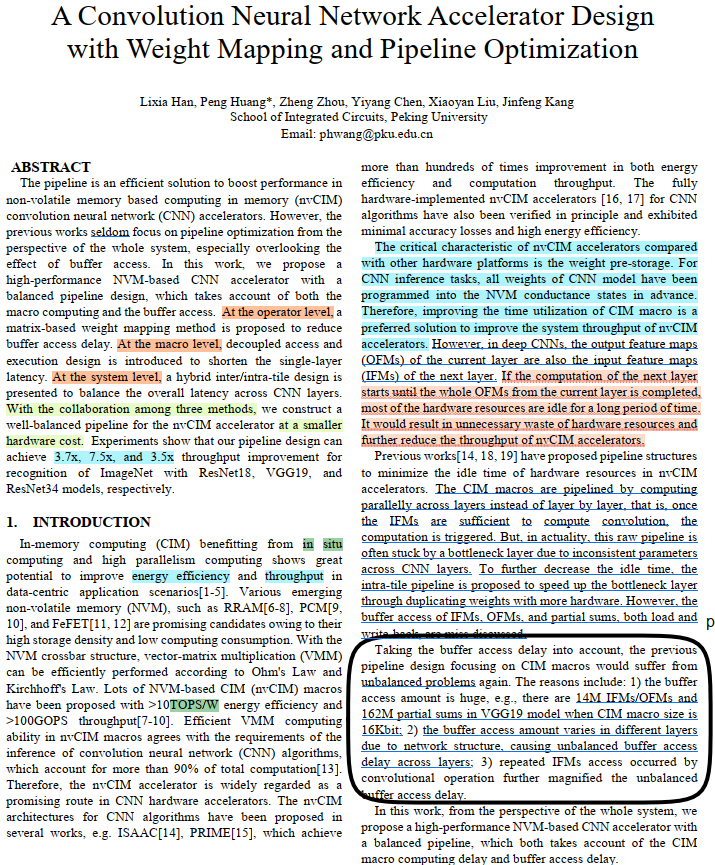 A Convolution Neural Network Accelerator Design
with Weight Mapping and Pipeline Optimization
Lixia Han, Peng Huang*, Zheng Zhou, Yiyang Chen, Xiaoyan Liu, Jinfeng Kang
School of Integrated Circuits, Peking University
Email: phwang@pku.edu.cn
ABSTRACT
The pipeline is an efficient solution to boost performance in
non-volatile memory based computing in memory (nvCIM)
convolution neural network (CNN) accelerators. However, the
previous works seldom focus on pipeline optimization from the
perspective of the whole system, especially overlooking the
effect of buffer access. In this work, we propose a
high-performance NVM-based CNN accelerator with a
balanced pipeline design, which takes account of both the
macro computing and the buffer access. At the operator level, a
matrix-based weight mapping method is proposed to reduce
buffer access delay. At the macro level, decoupled access and
execution design is introduced to shorten the single-layer
latency. At the system level, a hybrid inter/intra-tile design is
presented to balance the overall latency across CNN layers.
With the collaboration among three methods, we construct a
well-balanced pipeline for the nvCIM accelerator at a smaller
hardware cost. Experiments show that our pipeline design can
achieve 3.7x, 7.5x, and 3.5x throughput improvement for
recognition of ImageNet with ResNet18, VGG19, and
ResNet34 models, respectively.
1. INTRODUCTION
In-memory computing (CIM) benefitting from in situ
computing and high parallelism computing shows great
potential to improve energy efficiency and throughput in
data-centric application scenarios[1-5]. Various emerging
non-volatile memory (NVM), such as RRAM[6-8], PCM[9,
10], and FeFET[11, 12] are promising candidates owing to their
high storage density and low computing consumption. With the
NVM crossbar structure, vector-matrix multiplication (VMM)
can be efficiently performed according to Ohm's Law and
Kirchhoff's Law. Lots of NVM-based CIM (nvCIM) macros
have been proposed with >10TOPS/W energy efficiency and
>100GOPS throughput[7-10]. Efficient VMM computing
ability in nvCIM macros agrees with the requirements of the
inference of convolution neural network (CNN) algorithms,
which account for more than 90% of total computation[13].
Therefore, the nvCIM accelerator is widely regarded as a
promising route in CNN hardware accelerators. The nvCIM
architectures for CNN algorithms have been proposed in
several works, e.g. ISAAC[14], PRIME[15], which achieve
more than hundreds of times improvement in both energy
efficiency and computation throughput. The fully
hardware-implemented nvCIM accelerators [16, 17] for CNN
algorithms have also been verified in principle and exhibited
minimal accuracy losses and high energy efficiency.
The critical characteristic of nvCIM accelerators compared
with other hardware platforms is the weight pre-storage. For
CNN inference tasks, all weights of CNN model have been
programmed into the NVM conductance states in advance.
Therefore, improving the time utilization of CIM macro is a
preferred solution to improve the system throughput of nvCIM
accelerators. However, in deep CNNs, the output feature maps
(OFMs) of the current layer are also the input feature maps
(IFMs) of the next layer. If the computation of the next layer
starts until the whole OFMs from the current layer is completed,
most of the hardware resources are idle for a long period of time.
It would result in unnecessary waste of hardware resources and
further reduce the throughput of nvCIM accelerators.
Previous works[14, 18, 19] have proposed pipeline structures
to minimize the idle time of hardware resources in nvCIM
accelerators. The CIM macros are pipelined by computing
parallelly across layers instead of layer by layer, that is, once
the IFMs are sufficient to compute convolution, the
computation is triggered. But, in actuality, this raw pipeline is
often stuck by a bottleneck layer due to inconsistent parameters
across CNN layers. To further decrease the idle time, the
intra-tile pipeline is proposed to speed up the bottleneck layer
through duplicating weights with more hardware. However, the
buffer access of IFMs, OFMs, and partial sums, both load and
write-back, are miss-discussed.
p
Taking the buffer access delay into account, the previous
pipeline design focusing on CIM macros would suffer from
unbalanced problems again. The reasons include: 1) the buffer
access amount is huge, e.g., there are 14M IFMs/OFMs and
162M partial sums in VGG19 model when CIM macro size is
16Kbit; 2) the buffer access amount varies in different layers
due to network structure, causing unbalanced buffer access
delay across layers; 3) repeated IFMs access occurred by
convolutional operation further magnified the unbalanced
buffer access delay.
In this work, from the perspective of the whole system, we
propose a high-performance NVM-based CNN accelerator with
a balanced pipeline, which both takes account of the CIM
macro computing delay and buffer access delay.